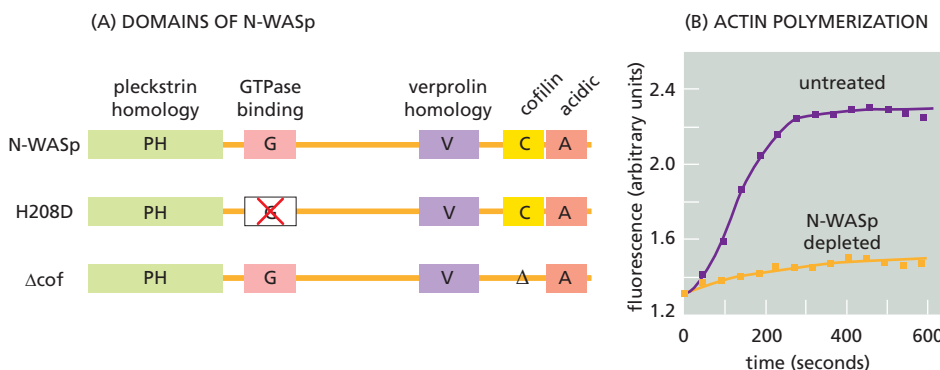 (A) DOMAINS OF N-WASp
pleckstrin homology
GTPase binding
verprolin homology
cofilin
acidic
N-WASp PH G V C A
H208D PH G V C A
Δcof PH G V Δ A
(B) ACTIN POLYMERIZATION
fluorescence (arbitrary units)
2.4
2.0
1.6
1.2
untreated
N-WASp
depleted
0 200 400 600
time (seconds)